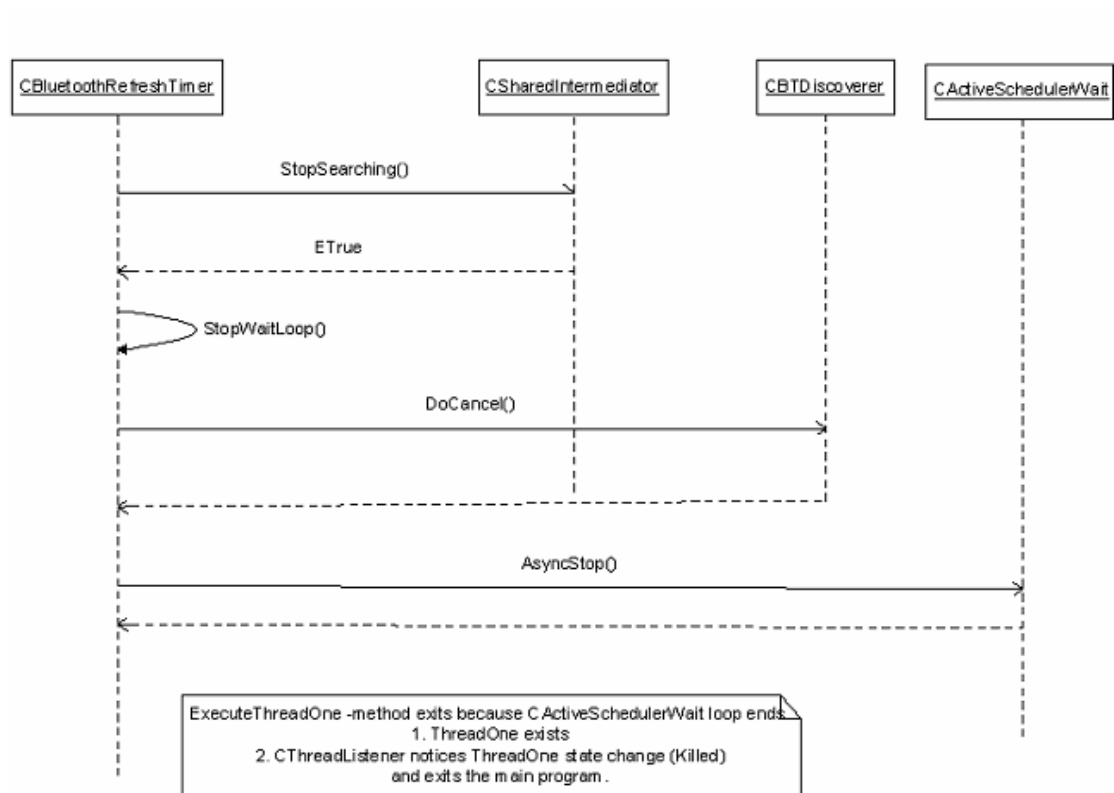 CBluetoothRefreshTimer
CSharedIntermediator
CBTDiscoverer
CActiveSchedulerWait
StopSearching()
ETrue
StopWaitLoop()
DoCancel()
AsyncStop()
ExecuteThreadOne -method exits because CActiveSchedulerWait loop ends
1. ThreadOne exists
2. CThreadListener notices ThreadOne state change (Killed)
and exits the main program.